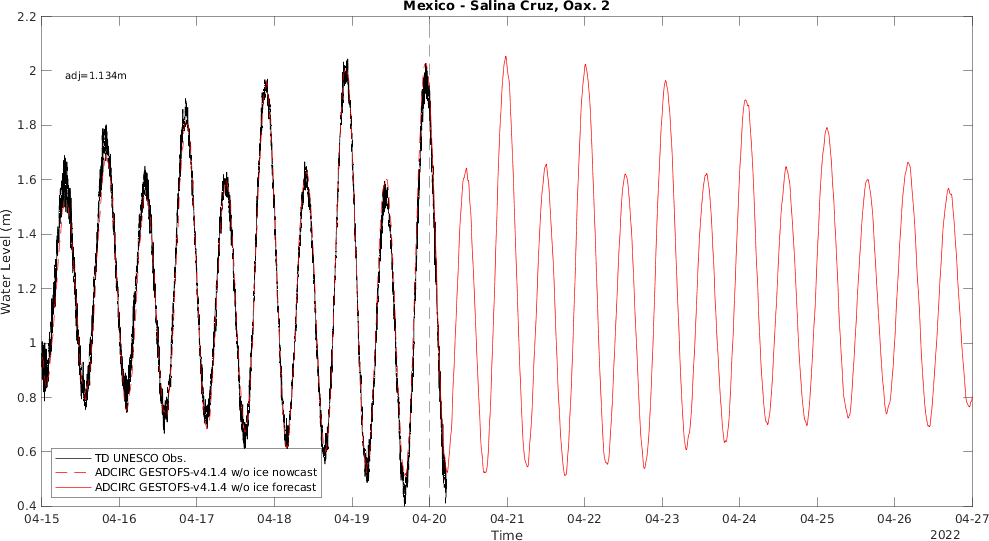 Mexico - Salina Cruz, Oax. 2
2.2
2
1.8
1.6
1.4
1.2
1
0.8
0.6
0.4
Water Level (m)
adj=1.134m
TD UNESCO Obs.
ADCIRC GESTOFS-v4.1.4 w/o ice nowcast
ADCIRC GESTOFS-v4.1.4 w/o ice forecast
04-15 04-16 04-17 04-18 04-19 04-20 04-21 04-22 04-23 04-24 04-25 04-26 04-27
Time
2022